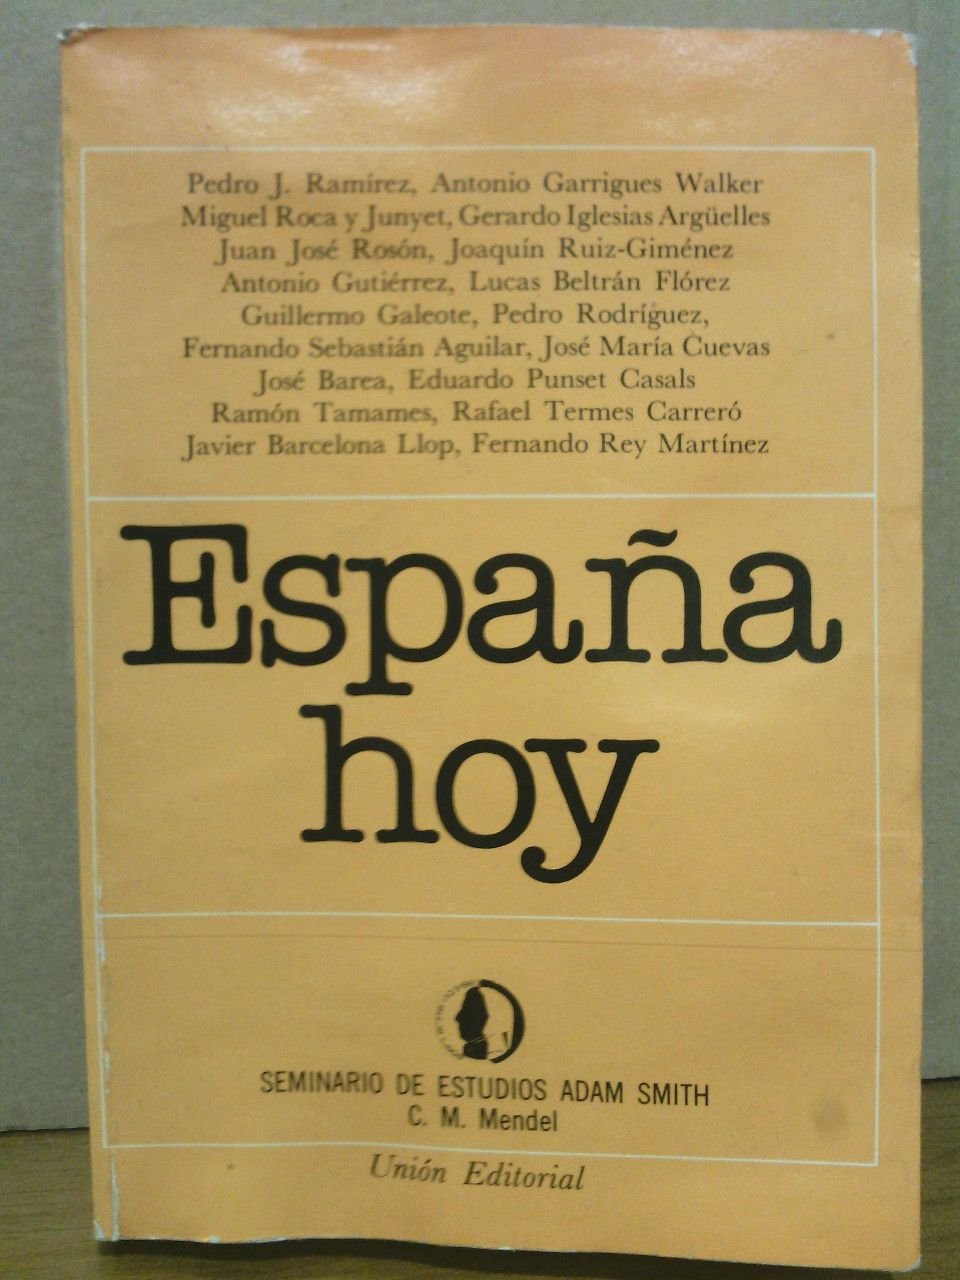 Pedro J. Ramírez, Antonio Garrigues Walker
Miguel Roca y Junyet, Gerardo Iglesias Argüelles
Juan José Rosón, Joaquín Ruiz-Giménez
Antonio Gutiérrez, Lucas Beltrán Flórez
Guillermo Galeote, Pedro Rodríguez,
Fernando Sebastián Aguilar, José María Cuevas
José Barea, Eduardo Punset Casals
Ramón Tamames, Rafael Termes Carreró
Javier Barcelona Llop, Fernando Rey Martínez
España
hoy
SEMINARIO DE ESTUDIOS ADAM SMITH
C. M. Mendel
Unión Editorial